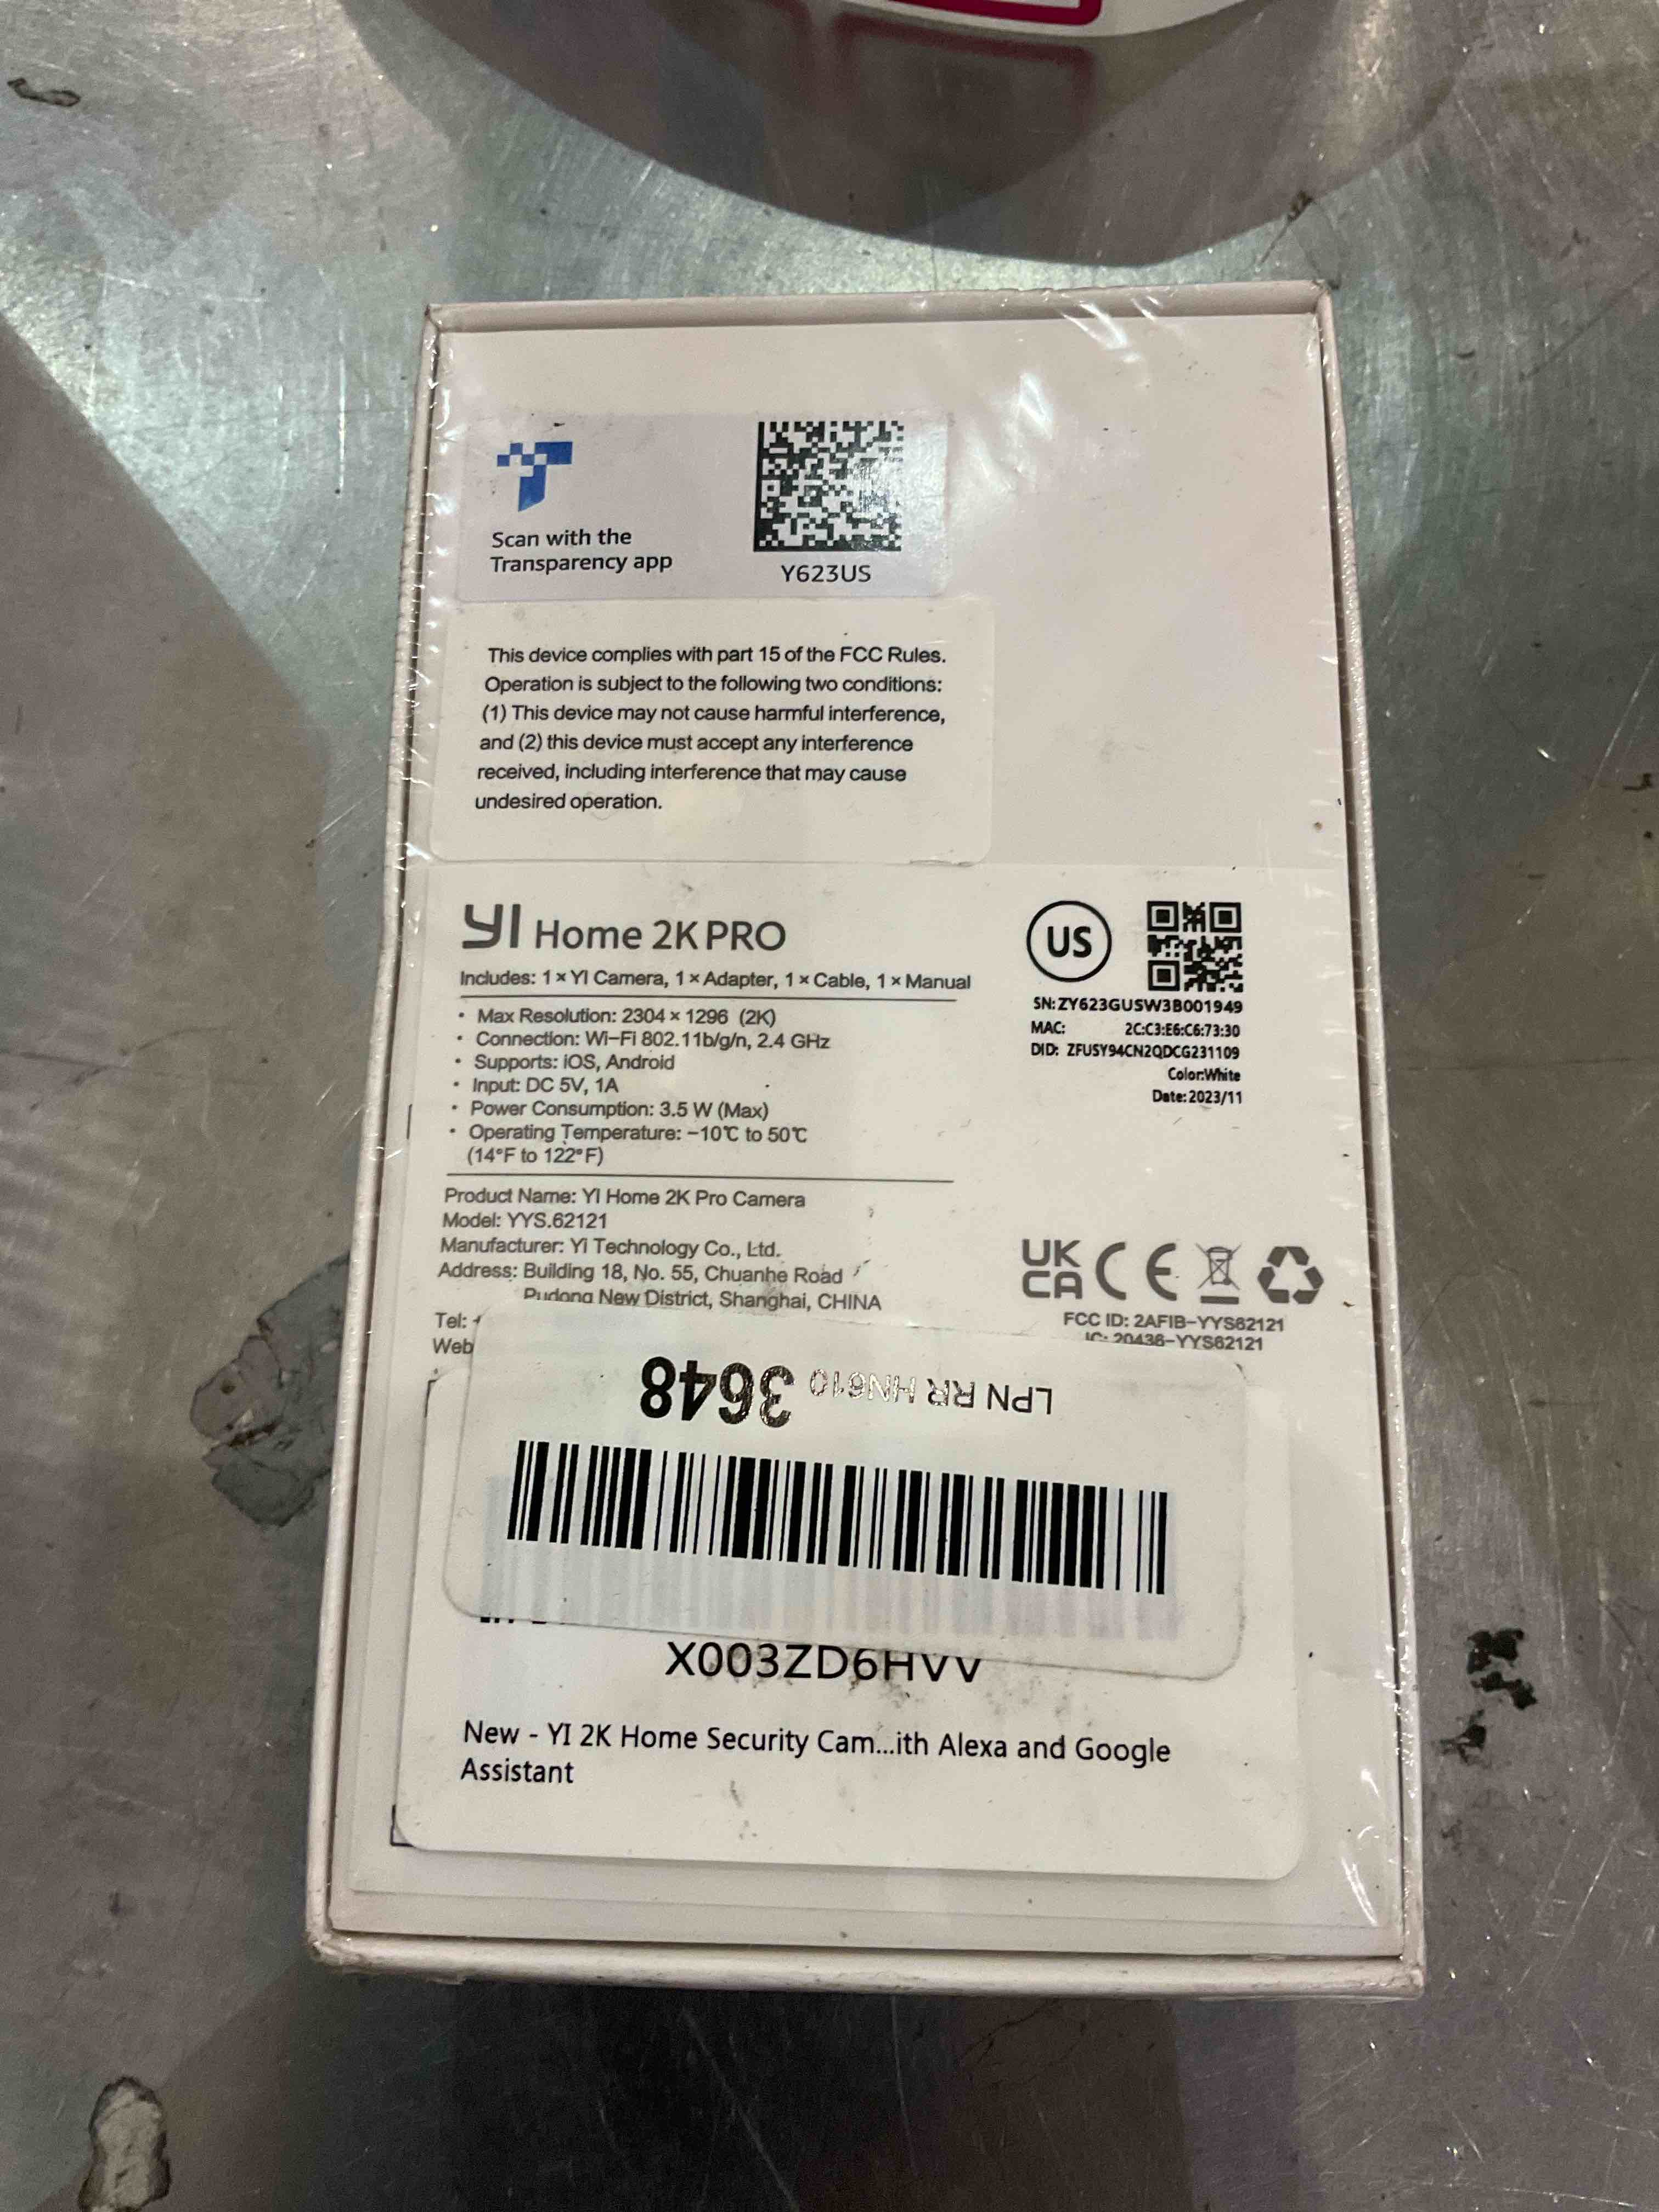 Scan with the
Transparency app
Y623US
This device complies with part 15 of the FCC Rules.
Operation is subject to the following two conditions:
(1) This device may not cause harmful interference,
and (2) this device must accept any interference
received, including interference that may cause
undesired operation.
YI Home 2K PRO
Includes: 1 × YI Camera, 1 × Adapter, 1 × Cable, 1 × Manual
• Max Resolution: 2304 × 1296 (2K)
• Connection: Wi-Fi 802.11b/g/n, 2.4 GHz
• Supports: iOS, Android
• Input: DC 5V, 1A
• Power Consumption: 3.5 W (Max)
• Operating Temperature: -10℃ to 50℃
(14°F to 122°F)
US
SN:ZY623GUSW3B001949
MAC: 2C:C3:E6:C6:73:30
DID: ZFUSY94CN2QDCG231109
Color:White
Date:2023/11
Product Name: YI Home 2K Pro Camera
Model: YYS.62121
Manufacturer: Yi Technology Co., Ltd.
Address: Building 18, No. 55, Chuanhe Road
Pudong New District, Shanghai, CHINA
Tel:
Web
UK
CA CE
FCC ID: 2AFIB-YYS62121
IC: 20436-YYS62121
LPN RR HN610 3648
X003ZD6HVV
New - YI 2K Home Security Cam...ith Alexa and Google
Assistant